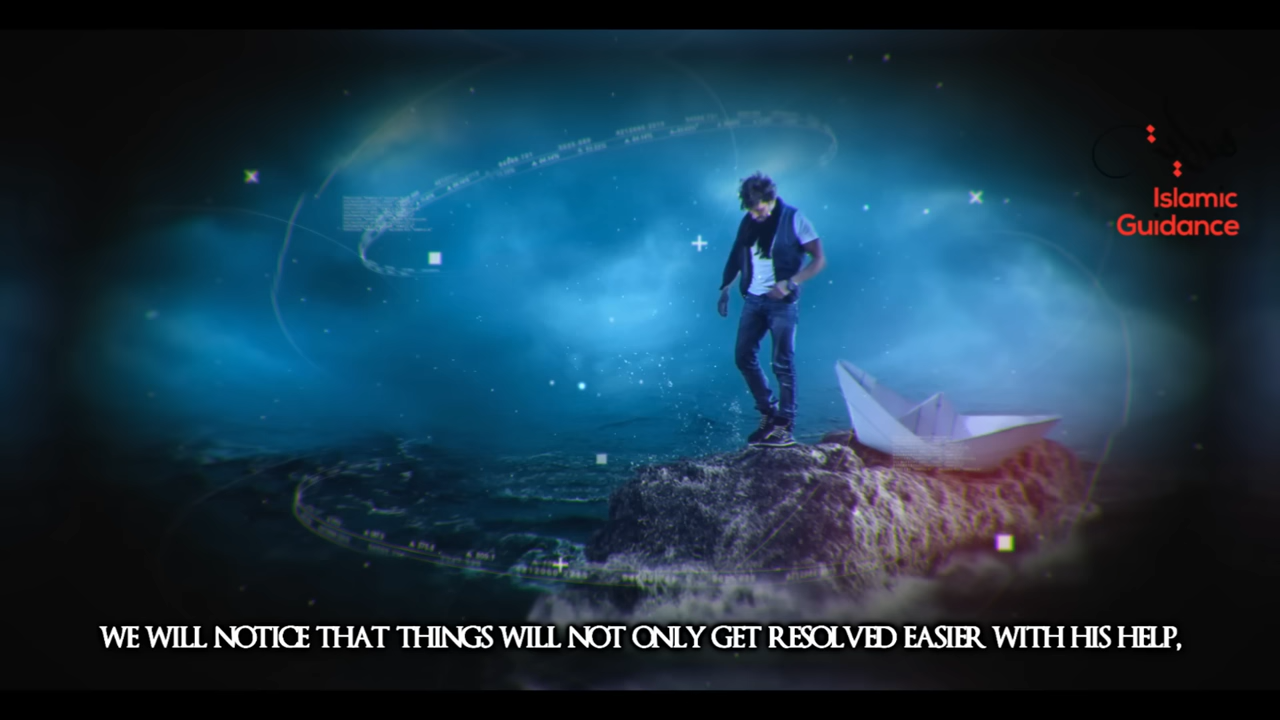 Islamic
Guidance
WE WILL NOTICE THAT THINGS WILL NOT ONLY GET RESOLVED EASIER WITH HIS HELP,